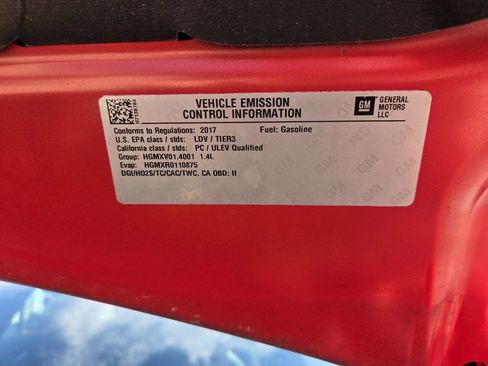 VEHICLE EMISSION
CONTROL INFORMATION
GM
GENERAL
MOTORS
LLC
Conforms to Regulations: 2017 Fuel: Gasoline
U.S. EPA class / stds: LDV / TIER3
California class / stds: PC / ULEV Qualified
Group: HGMXV01.4001 1.4L
Evap: HGMXR0110875
DGI/HO2S/TC/CAC/TWC, CA OBD: II